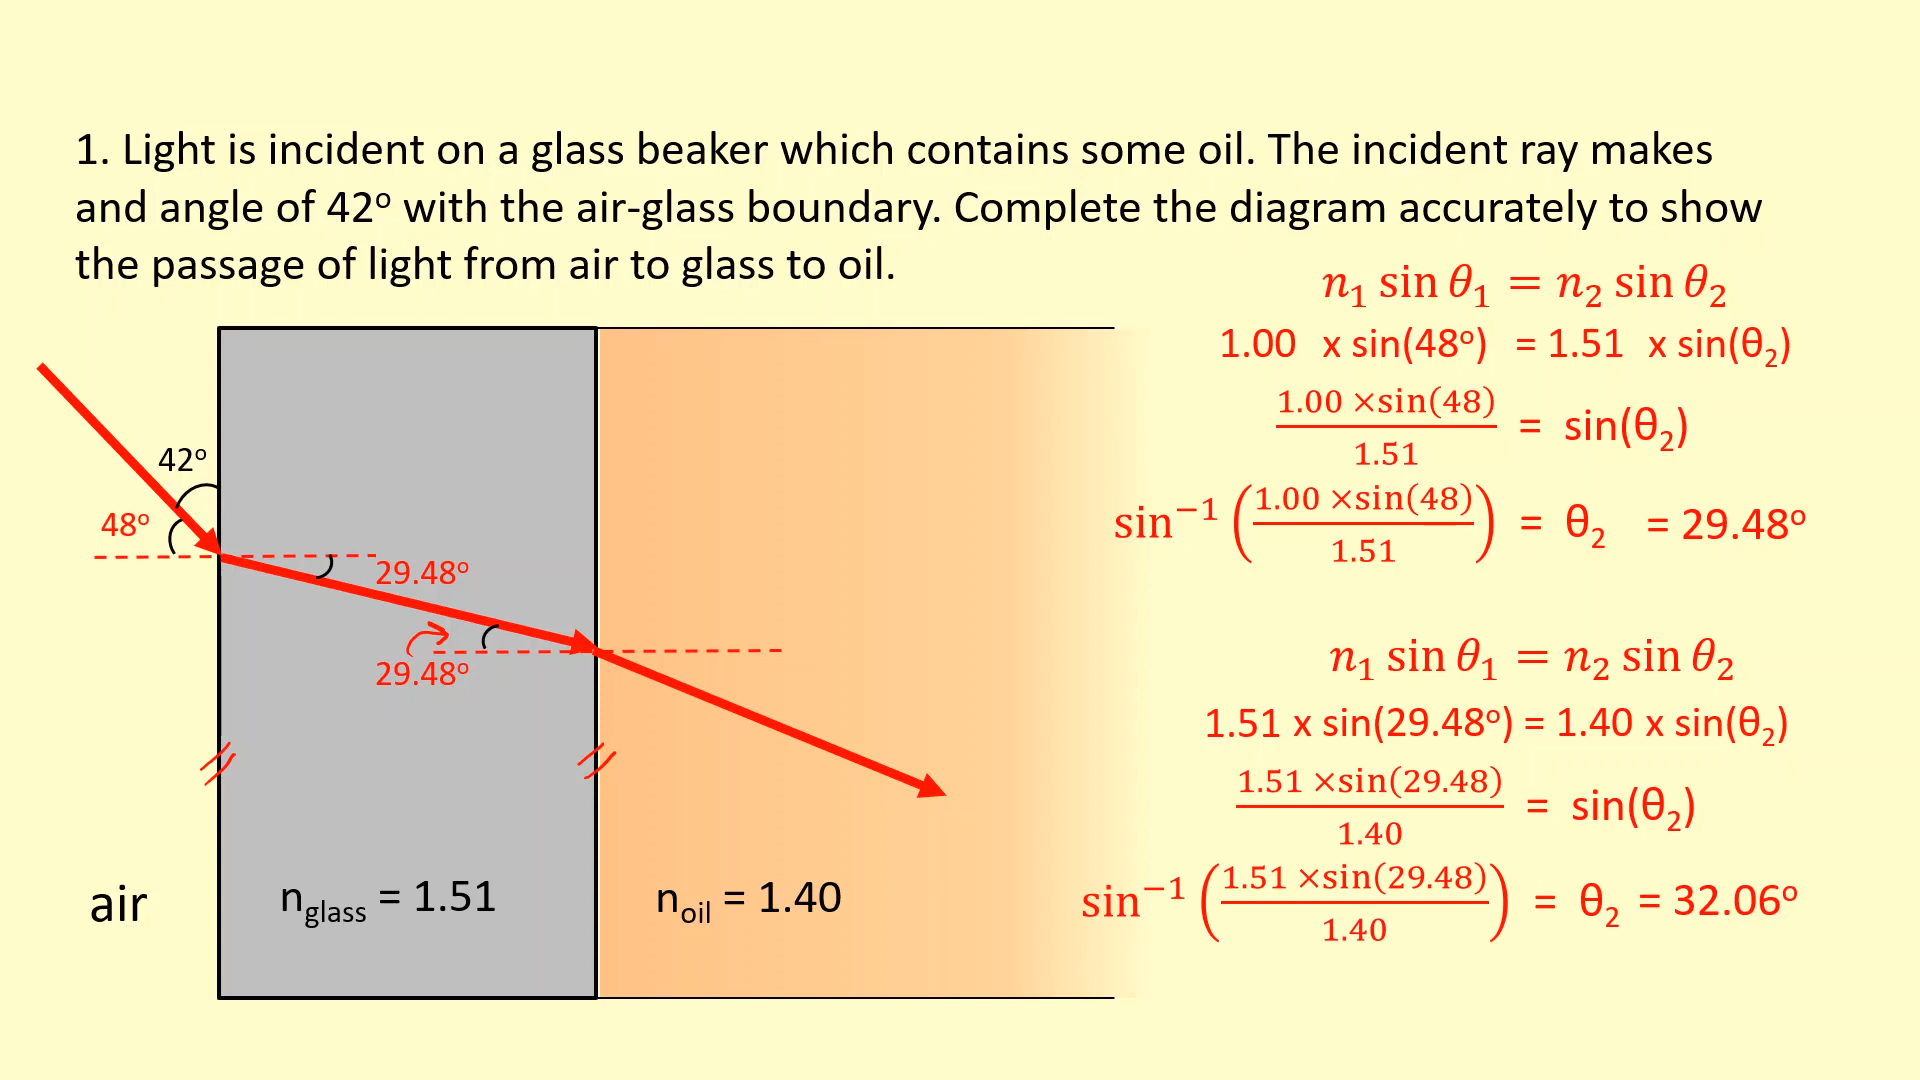 1. Light is incident on a glass beaker which contains some oil. The incident ray makes
and angle of 42° with the air-glass boundary. Complete the diagram accurately to show
the passage of light from air to glass to oil.
n₁ sin θ₁ = n₂ sin θ₂
1.00 x sin(48°) = 1.51 x sin(θ₂)
1.00 ×sin(48)
= sin(θ₂)
1.51
sin⁻¹ (1.00 ×sin(48) / 1.51) = θ₂ = 29.48°
42°
48°
29.48°
29.48°
n₁ sin θ₁ = n₂ sin θ₂
1.51 x sin(29.48°) = 1.40 x sin(θ₂)
1.51 ×sin(29.48)
= sin(θ₂)
1.40
sin⁻¹ (1.51 ×sin(29.48) / 1.40) = θ₂ = 32.06°
air
n_glass = 1.51
n_oil = 1.40